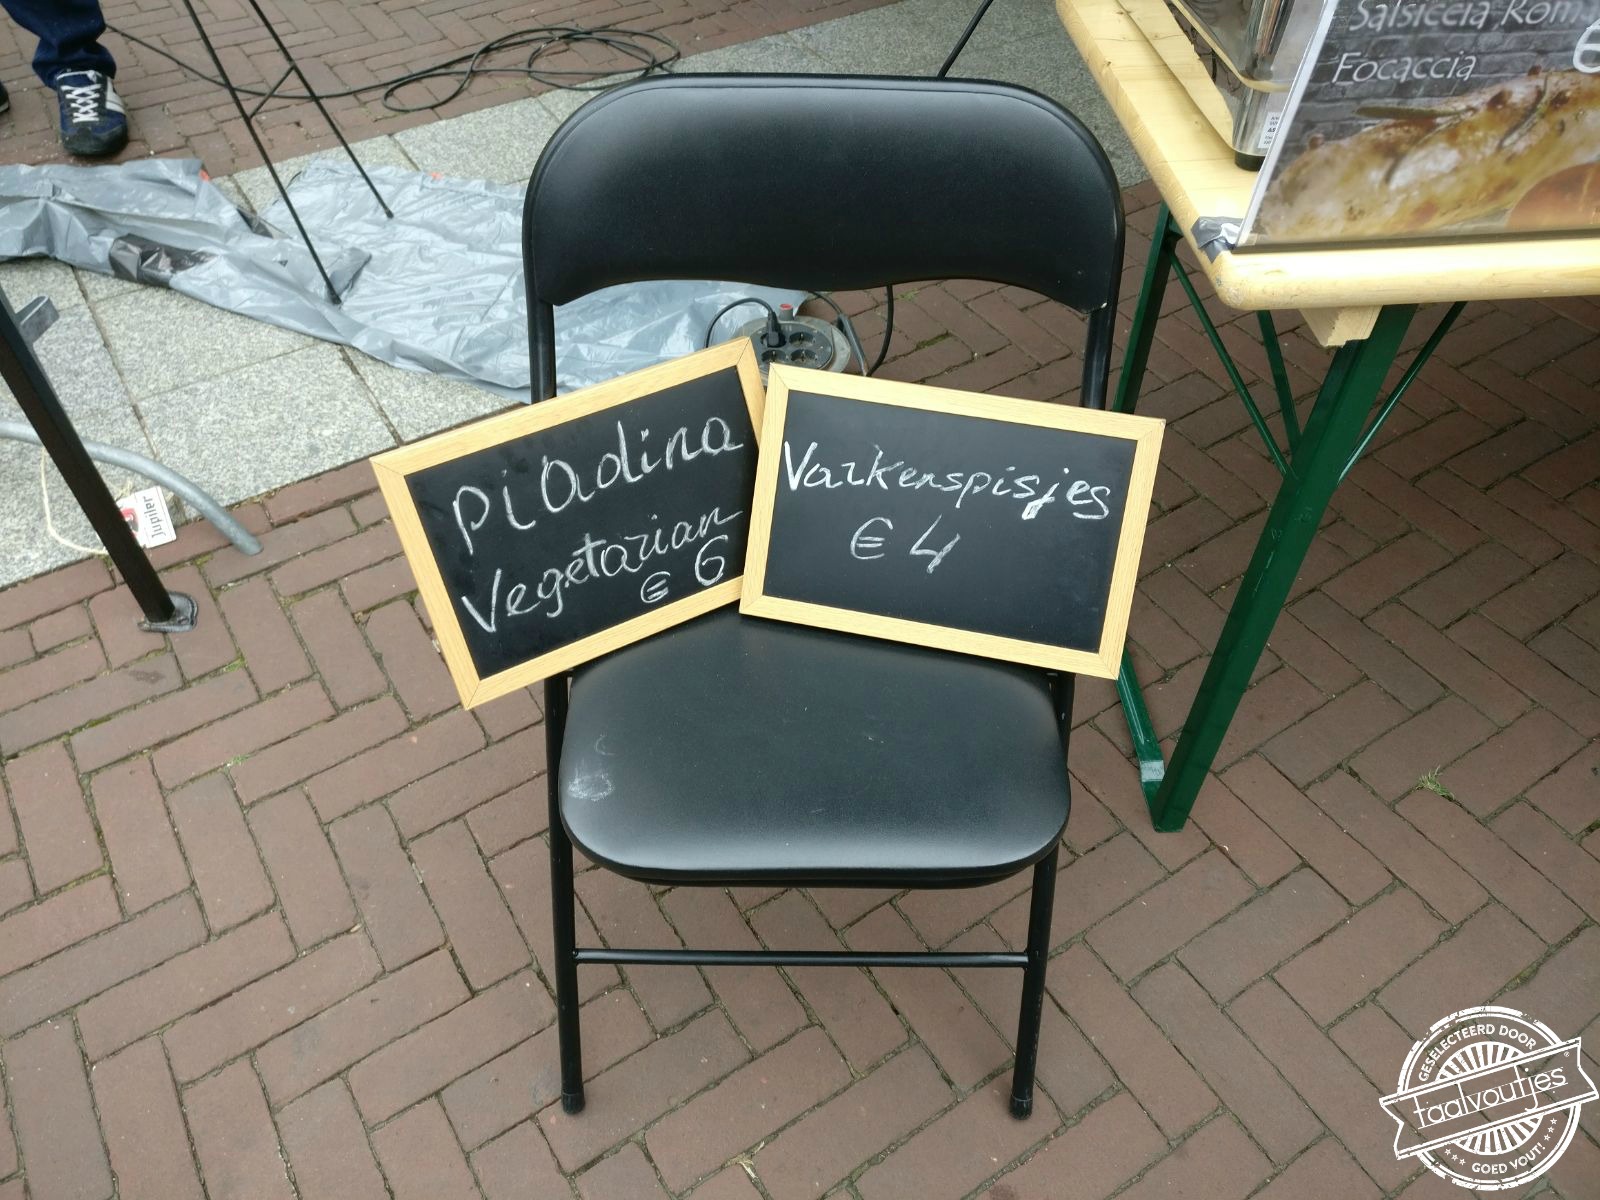 Salsiccia Rom
Focaccia
€
piadina
Vegetarian
€ 6
Varkenspisjes
€ 4
Jupiler
GESELECTEERD DOOR
taalvoutjes
GOED VOUT!